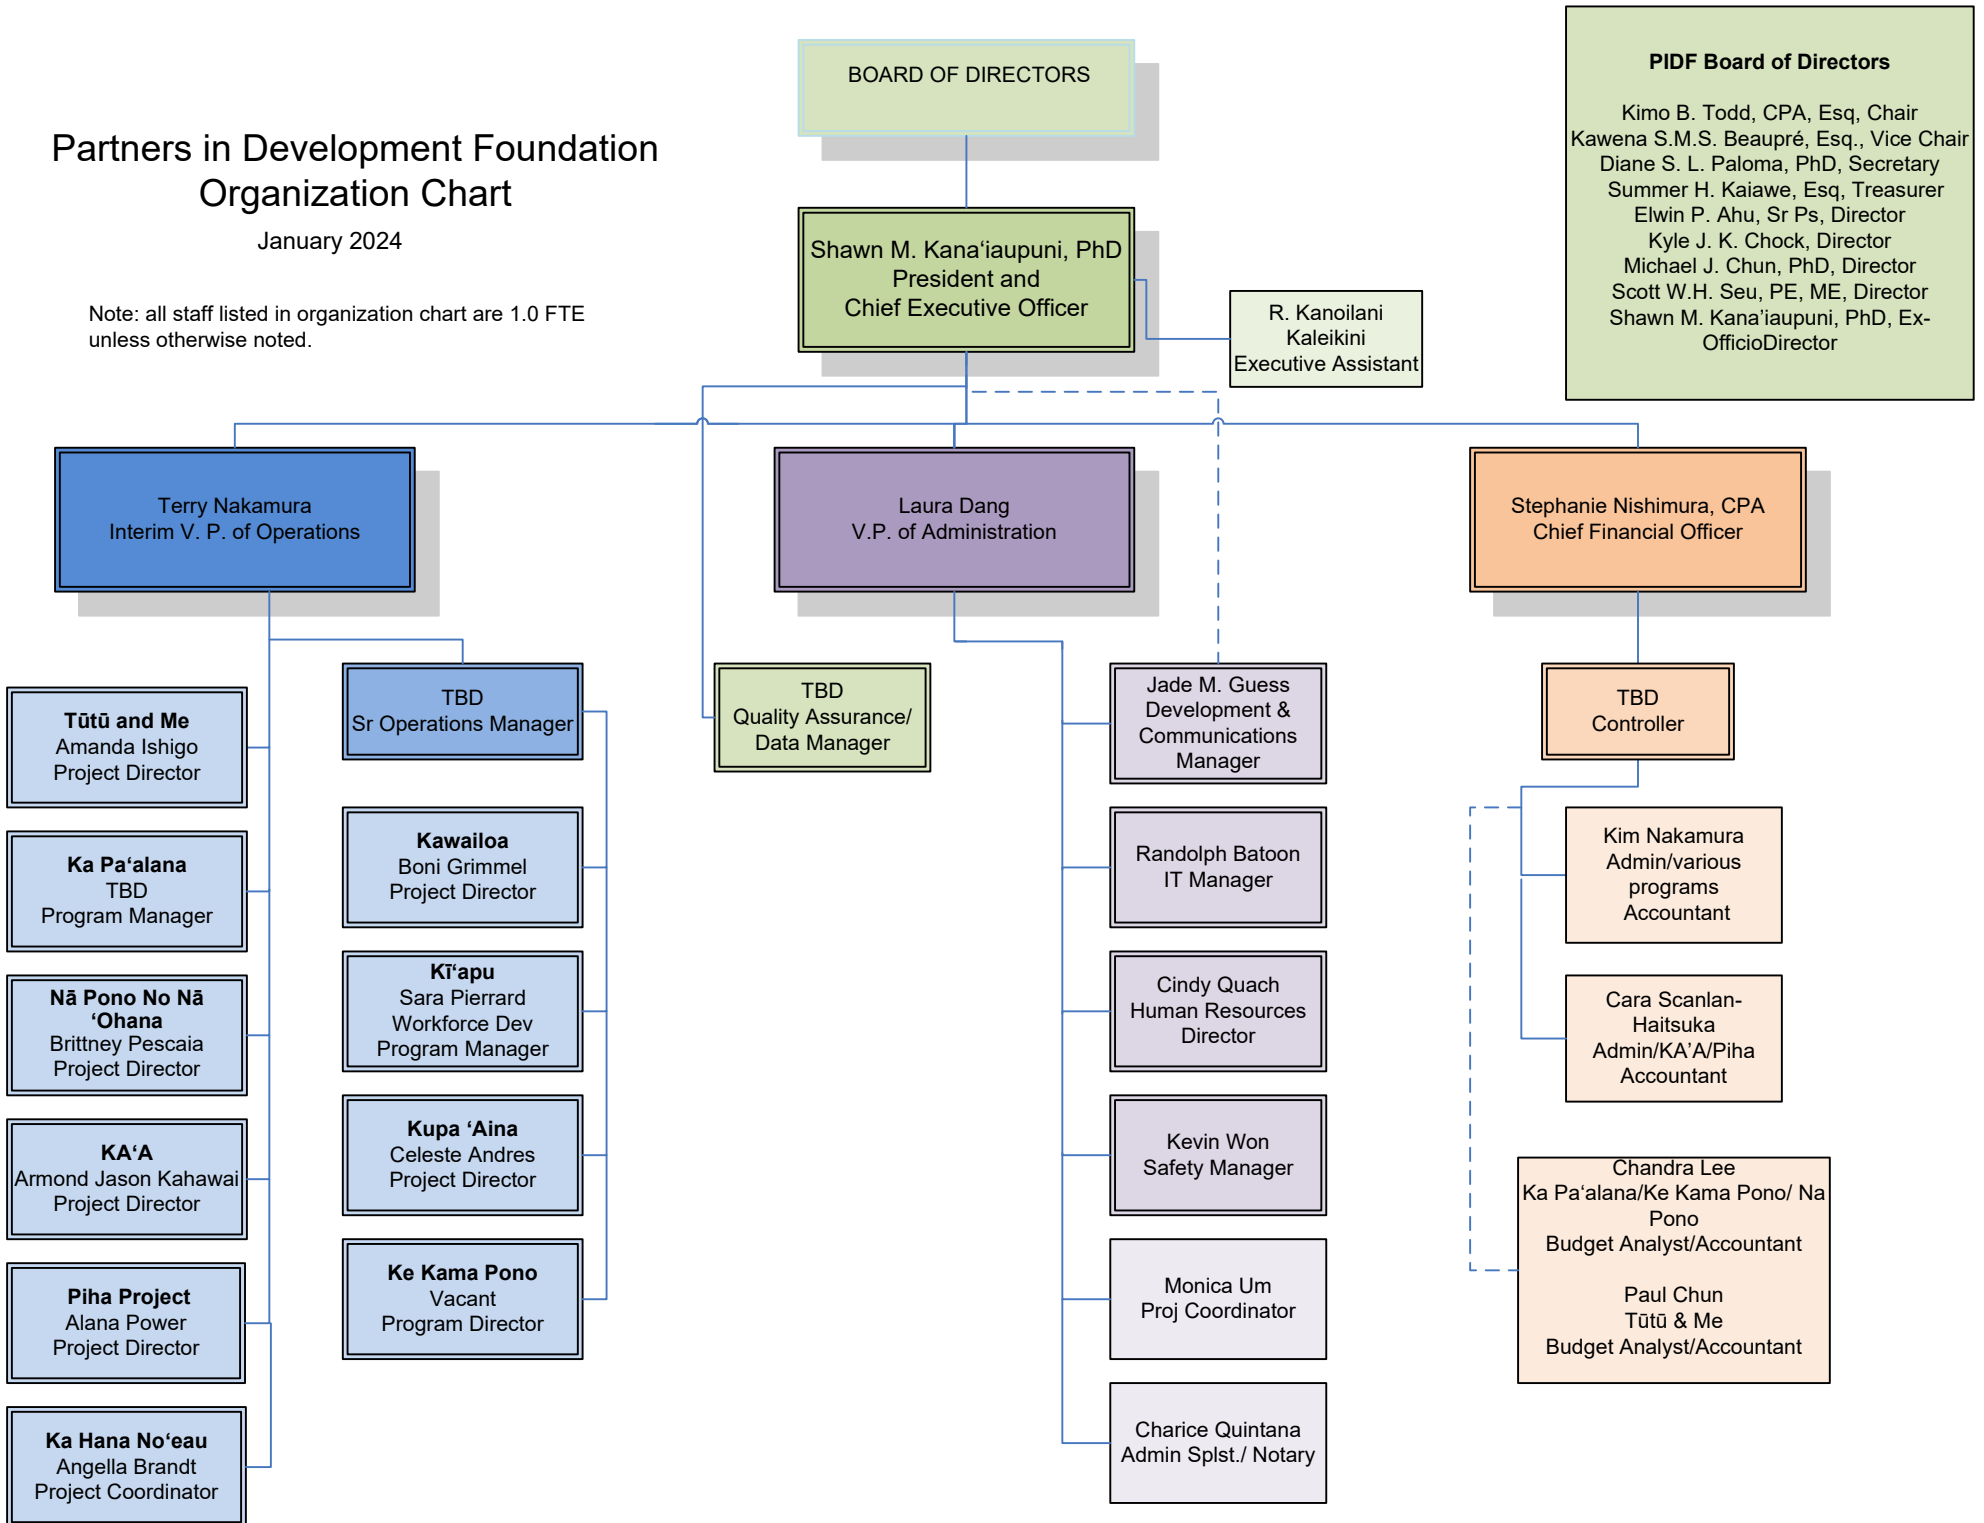 BOARD OF DIRECTORS
PIDF Board of Directors
Kimo B. Todd, CPA, Esq, Chair
Kawena S.M.S. Beaupré, Esq., Vice Chair
Diane S. L. Paloma, PhD, Secretary
Summer H. Kaiawe, Esq, Treasurer
Elwin P. Ahu, Sr Ps, Director
Kyle J. K. Chock, Director
Michael J. Chun, PhD, Director
Scott W.H. Seu, PE, ME, Director
Shawn M. Kana’iaupuni, PhD, Ex-
OfficioDirector
Partners in Development Foundation
Organization Chart
January 2024
Note: all staff listed in organization chart are 1.0 FTE
unless otherwise noted.
Shawn M. Kana‘iaupuni, PhD
President and
Chief Executive Officer
R. Kanoilani
Kaleikini
Executive Assistant
Terry Nakamura
Interim V. P. of Operations
Laura Dang
V.P. of Administration
Stephanie Nishimura, CPA
Chief Financial Officer
Tūtū and Me
Amanda Ishigo
Project Director
Ka Pa‘alana
TBD
Program Manager
Nā Pono No Nā
‘Ohana
Brittney Pescaia
Project Director
KA‘A
Armond Jason Kahawai
Project Director
Piha Project
Alana Power
Project Director
Ka Hana No‘eau
Angella Brandt
Project Coordinator
TBD
Sr Operations Manager
Kawailoa
Boni Grimmel
Project Director
Kī‘apu
Sara Pierrard
Workforce Dev
Program Manager
Kupa ‘Aina
Celeste Andres
Project Director
Ke Kama Pono
Vacant
Program Director
TBD
Quality Assurance/
Data Manager
Jade M. Guess
Development &
Communications
Manager
Randolph Batoon
IT Manager
Cindy Quach
Human Resources
Director
Kevin Won
Safety Manager
Monica Um
Proj Coordinator
Charice Quintana
Admin Splst./ Notary
TBD
Controller
Kim Nakamura
Admin/various
programs
Accountant
Cara Scanlan-
Haitsuka
Admin/KA’A/Piha
Accountant
Chandra Lee
Ka Pa‘alana/Ke Kama Pono/ Na
Pono
Budget Analyst/Accountant
Paul Chun
Tūtū & Me
Budget Analyst/Accountant